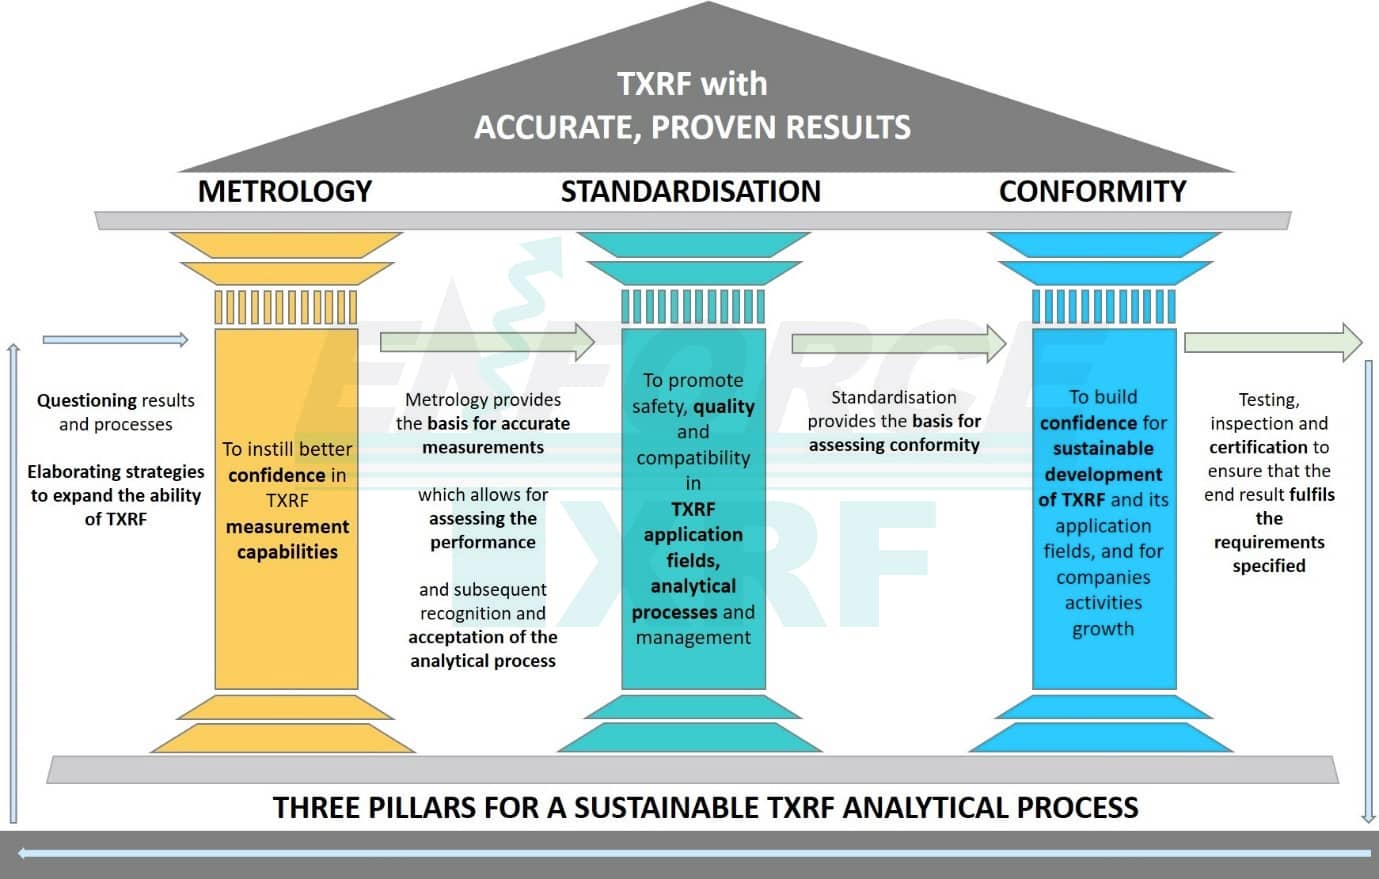 TXRF with
ACCURATE, PROVEN RESULTS
METROLOGY
STANDARDISATION
CONFORMITY
Questioning results
and processes
Elaborating strategies
to expand the ability
of TXRF
To instill better
confidence in
TXRF
measurement
capabilities
Metrology provides
the basis for accurate
measurements
which allows for
assessing the
performance
and subsequent
recognition and
acceptation of the
analytical process
To promote
safety, quality
and
compatibility
in
TXRF
application
fields,
analytical
processes and
management
Standardisation
provides the basis for
assessing conformity
To build
confidence for
sustainable
development
of TXRF and its
application
fields, and for
companies
activities
growth
Testing,
inspection and
certification to
ensure that the
end result fulfils
the
requirements
specified
ENFORCE
TXRF
THREE PILLARS FOR A SUSTAINABLE TXRF ANALYTICAL PROCESS